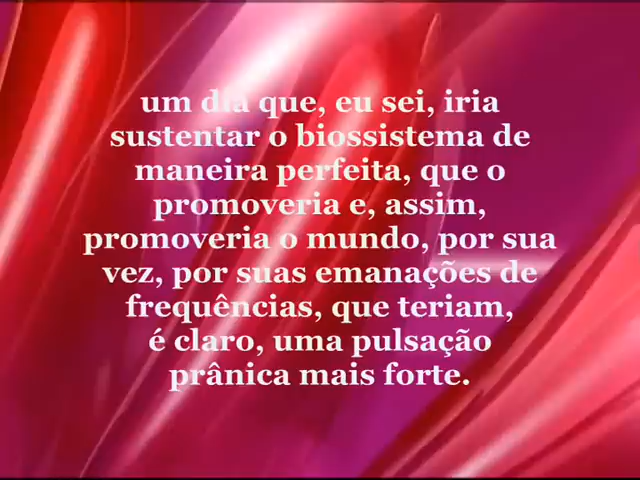 um dia que, eu sei, iria
sustentar o biossistema de
maneira perfeita, que o
promoveria e, assim,
promoveria o mundo, por sua
vez, por suas emanações de
frequências, que teriam,
é claro, uma pulsação
prânica mais forte.